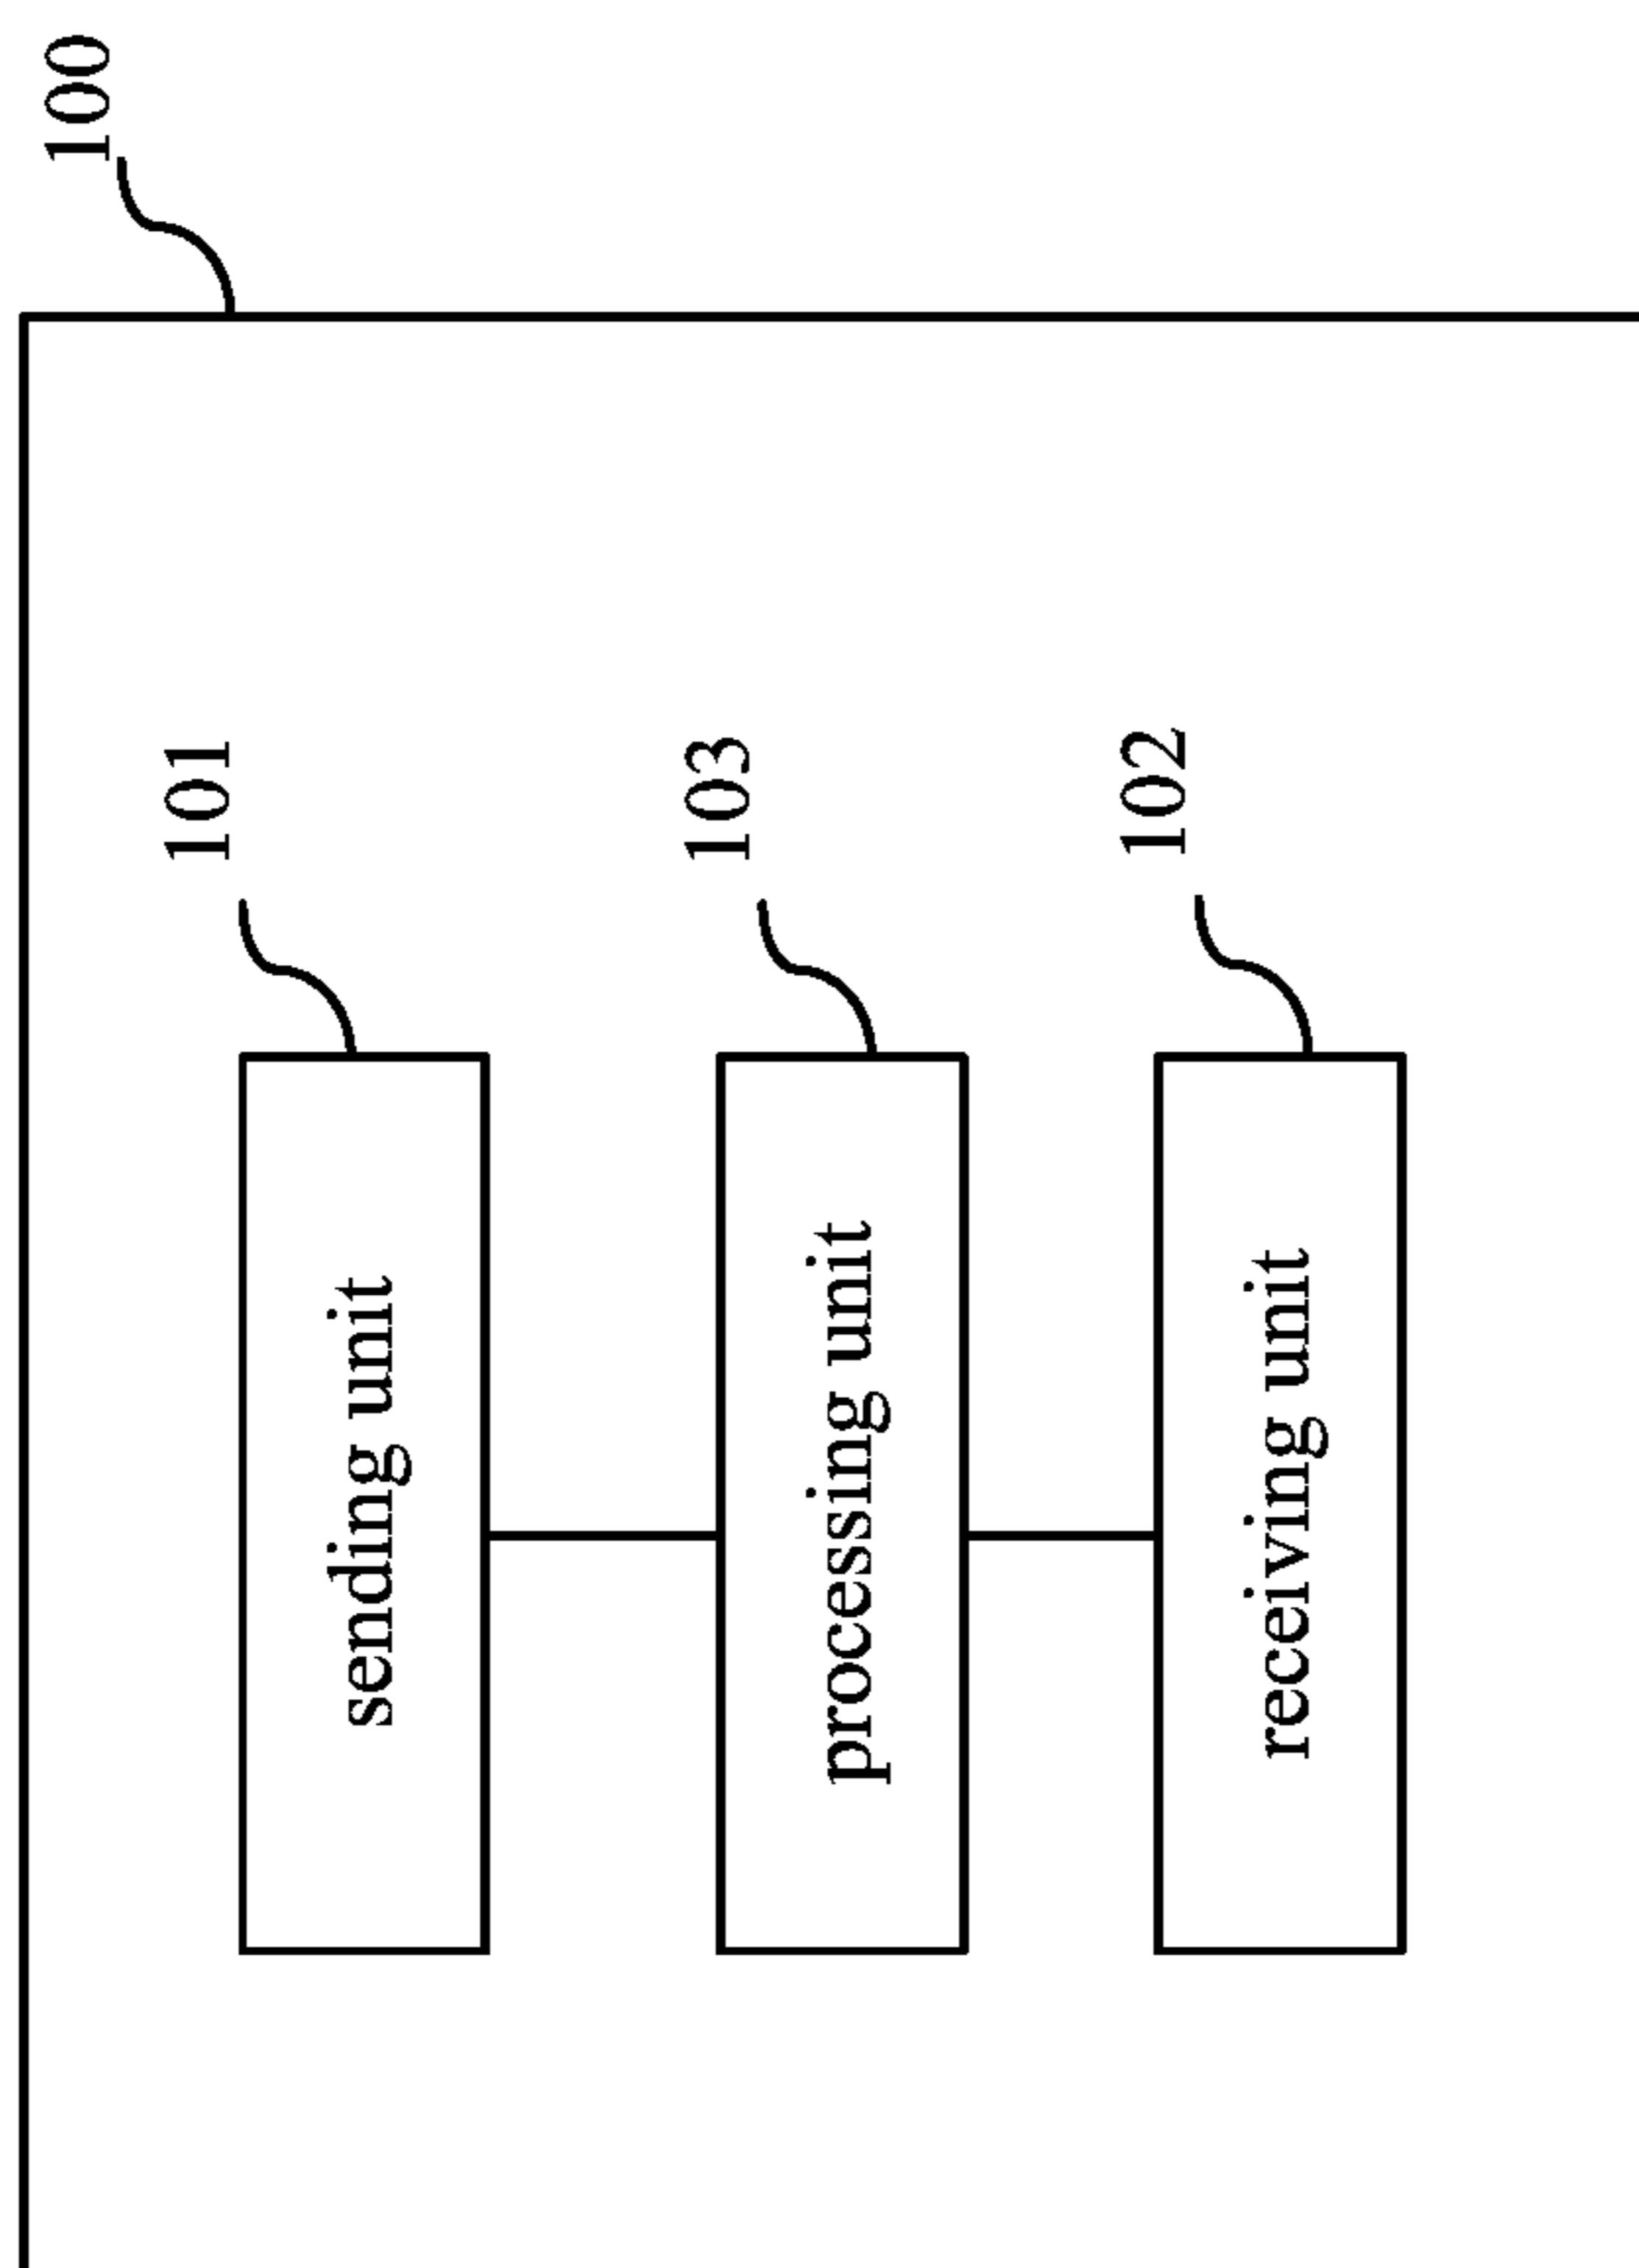 100
101
sending unit
103
processing unit
102
receiving unit